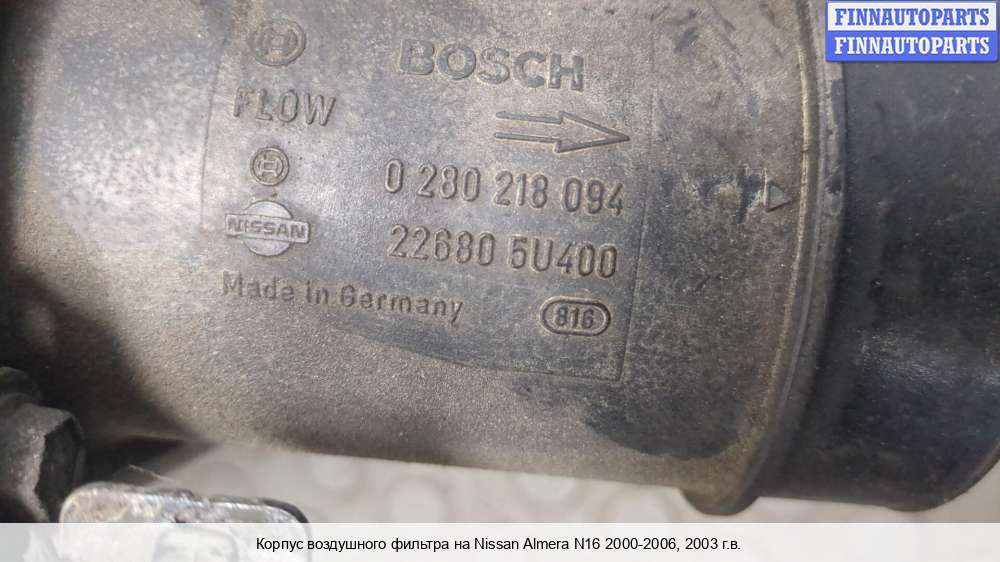 FINNAUTOPARTS
FINNAUTOPARTS
BOSCH
FLOW
0 280 218 094
NISSAN
22680 5U400
Made in Germany
816
Корпус воздушного фильтра на Nissan Almera N16 2000-2006, 2003 г.в.